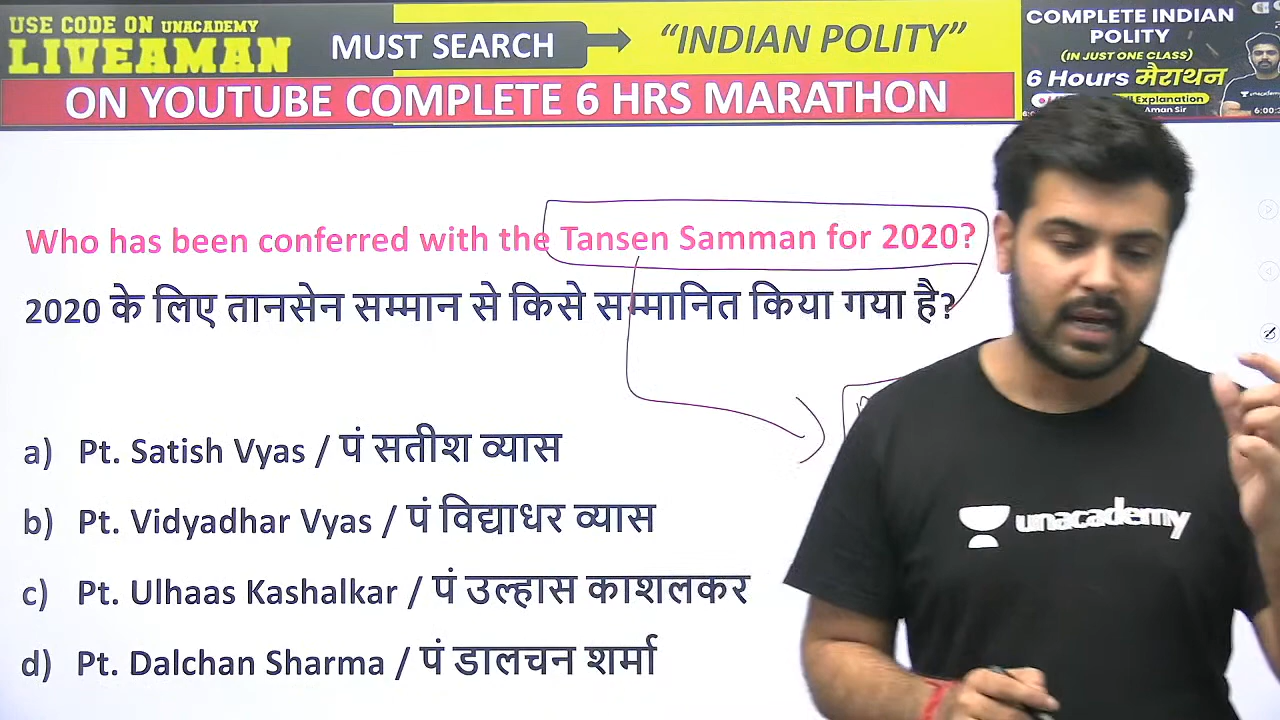 USE CODE ON UNACADEMY
LIVEAMAN
MUST SEARCH
“INDIAN POLITY”
ON YOUTUBE COMPLETE 6 HRS MARATHON
COMPLETE INDIAN
POLITY
(IN JUST ONE CLASS)
6 Hours मैराथन
Explanation
Aman Sir
Who has been conferred with the Tansen Samman for 2020?
2020 के लिए तानसेन सम्मान से किसे सम्मानित किया गया है?
a) Pt. Satish Vyas / पं सतीश व्यास
b) Pt. Vidyadhar Vyas / पं विद्याधर व्यास
c) Pt. Ulhaas Kashalkar / पं उल्हास काशलकर
d) Pt. Dalchan Sharma / पं डालचन शर्मा
unacademy